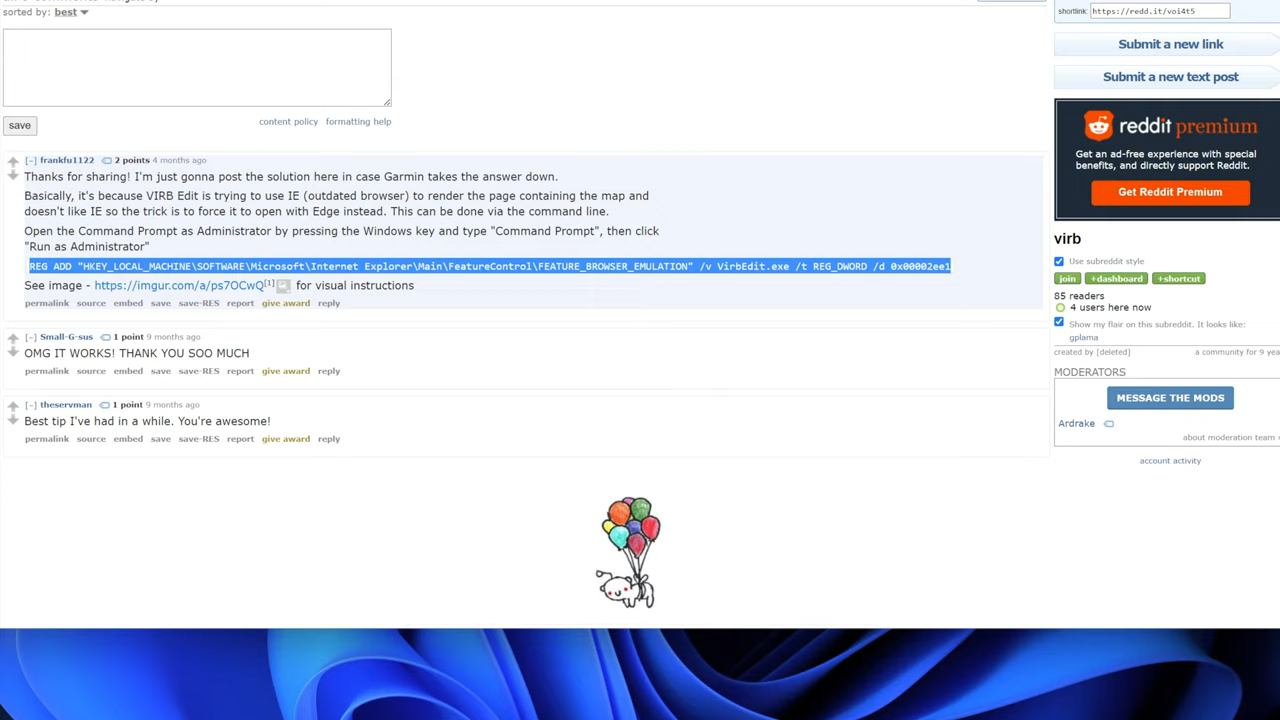 sorted by: best
save
content policy formatting help
[–] frankfu1122 2 points 4 months ago
Thanks for sharing! I'm just gonna post the solution here in case Garmin takes the answer down.
Basically, it's because VIRB Edit is trying to use IE (outdated browser) to render the page containing the map and
doesn't like IE so the trick is to force it to open with Edge instead. This can be done via the command line.
Open the Command Prompt as Administrator by pressing the Windows key and type "Command Prompt", then click
"Run as Administrator"
REG ADD "HKEY_LOCAL_MACHINE\SOFTWARE\Microsoft\Internet Explorer\Main\FeatureControl\FEATURE_BROWSER_EMULATION" /v VirbEdit.exe /t REG_DWORD /d 0x00002ee1
See image - https://imgur.com/a/ps7OCwQ[1] for visual instructions
permalink source embed save save-RES report give award reply
[–] Small-G-sus 1 point 9 months ago
OMG IT WORKS! THANK YOU SOO MUCH
permalink source embed save save-RES report give award reply
[–] theservman 1 point 9 months ago
Best tip I've had in a while. You're awesome!
permalink source embed save save-RES report give award reply
shortlink: https://redd.it/voi4t5
Submit a new link
Submit a new text post
reddit premium
Get an ad-free experience with special
benefits, and directly support Reddit.
Get Reddit Premium
virb
Use subreddit style
join +dashboard +shortcut
85 readers
4 users here now
Show my flair on this subreddit. It looks like:
gplama
created by [deleted] a community for 9 yea
MODERATORS
MESSAGE THE MODS
Ardrake
about moderation team »
account activity